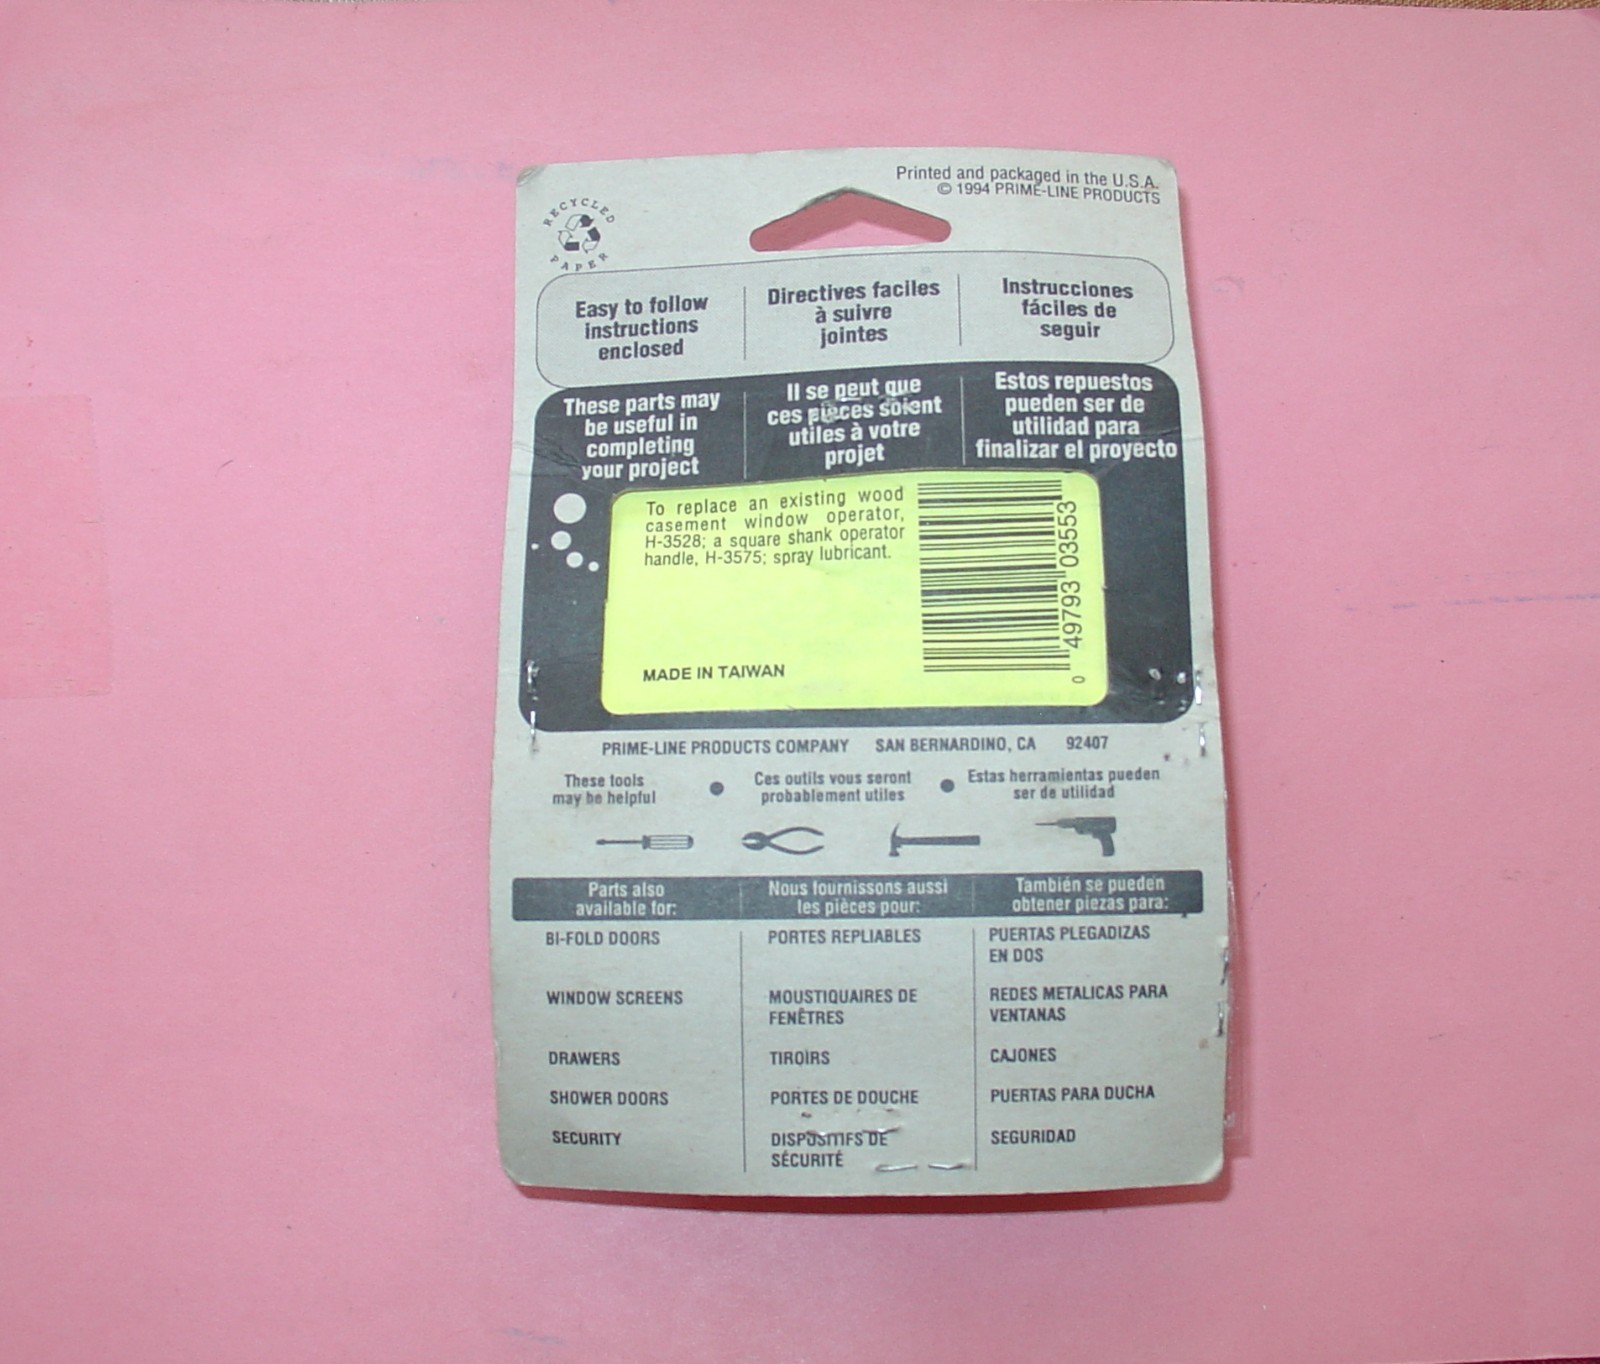 Printed and packaged in the U.S.A.
© 1994 PRIME-LINE PRODUCTS
RECYCLED
PAPER
Easy to follow
instructions
enclosed
Directives faciles
à suivre
jointes
Instrucciones
fáciles de
seguir
These parts may
be useful in
completing
your project
Il se peut que
ces pièces soient
utiles à votre
projet
Estos repuestos
pueden ser de
utilidad para
finalizar el proyecto
To replace an existing wood
casement window operator,
H-3528; a square shank operator
handle, H-3575; spray lubricant.
MADE IN TAIWAN
0 49793 03553
PRIME-LINE PRODUCTS COMPANY SAN BERNARDINO, CA 92407
These tools
may be helpful
Ces outils vous seront
probablement utiles
Estas herramientas pueden
ser de utilidad
Parts also
available for:
Nous fournissons aussi
les pièces pour:
También se pueden
obtener piezas para:
BI-FOLD DOORS
WINDOW SCREENS
DRAWERS
SHOWER DOORS
SECURITY
PORTES REPLIABLES
MOUSTIQUAIRES DE
FENÊTRES
TIROIRS
PORTES DE DOUCHE
DISPOSITIFS DE
SÉCURITÉ
PUERTAS PLEGADIZAS
EN DOS
REDES METALICAS PARA
VENTANAS
CAJONES
PUERTAS PARA DUCHA
SEGURIDAD